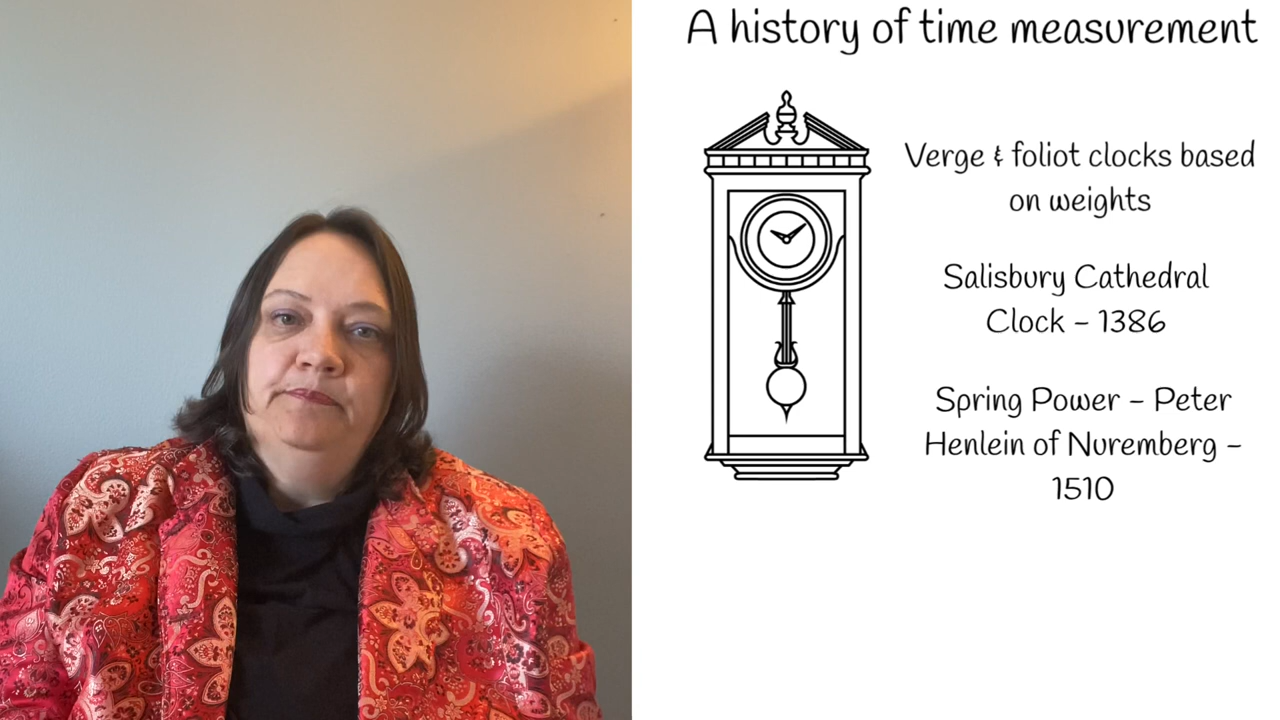 A history of time measurement
Verge & foliot clocks based
on weights
Salisbury Cathedral
Clock - 1386
Spring Power - Peter
Henlein of Nuremberg -
1510